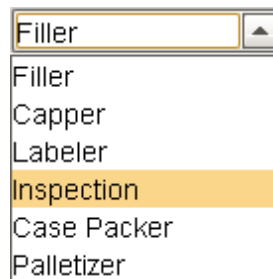 Filler
Filler
Capper
Labeler
Inspection
Case Packer
Palletizer